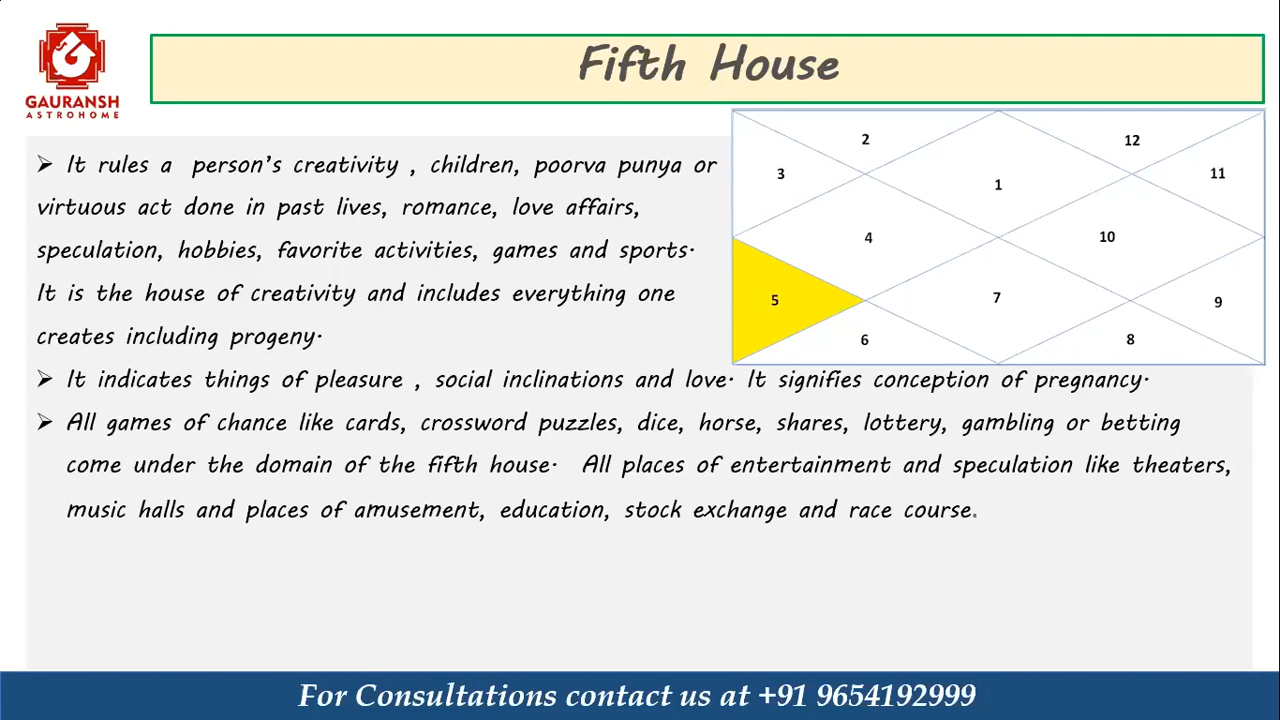 Fifth House
GAURANSH
ASTROHOME
➢ It rules a person's creativity , children, poorva punya or
virtuous act done in past lives, romance, love affairs,
speculation, hobbies, favorite activities, games and sports.
It is the house of creativity and includes everything one
creates including progeny.
2
12
3
11
1
4
10
5
7
9
6
8
➢ It indicates things of pleasure , social inclinations and love. It signifies conception of pregnancy.
➢ All games of chance like cards, crossword puzzles, dice, horse, shares, lottery, gambling or betting
come under the domain of the fifth house. All places of entertainment and speculation like theaters,
music halls and places of amusement, education, stock exchange and race course.
For Consultations contact us at +91 9654192999